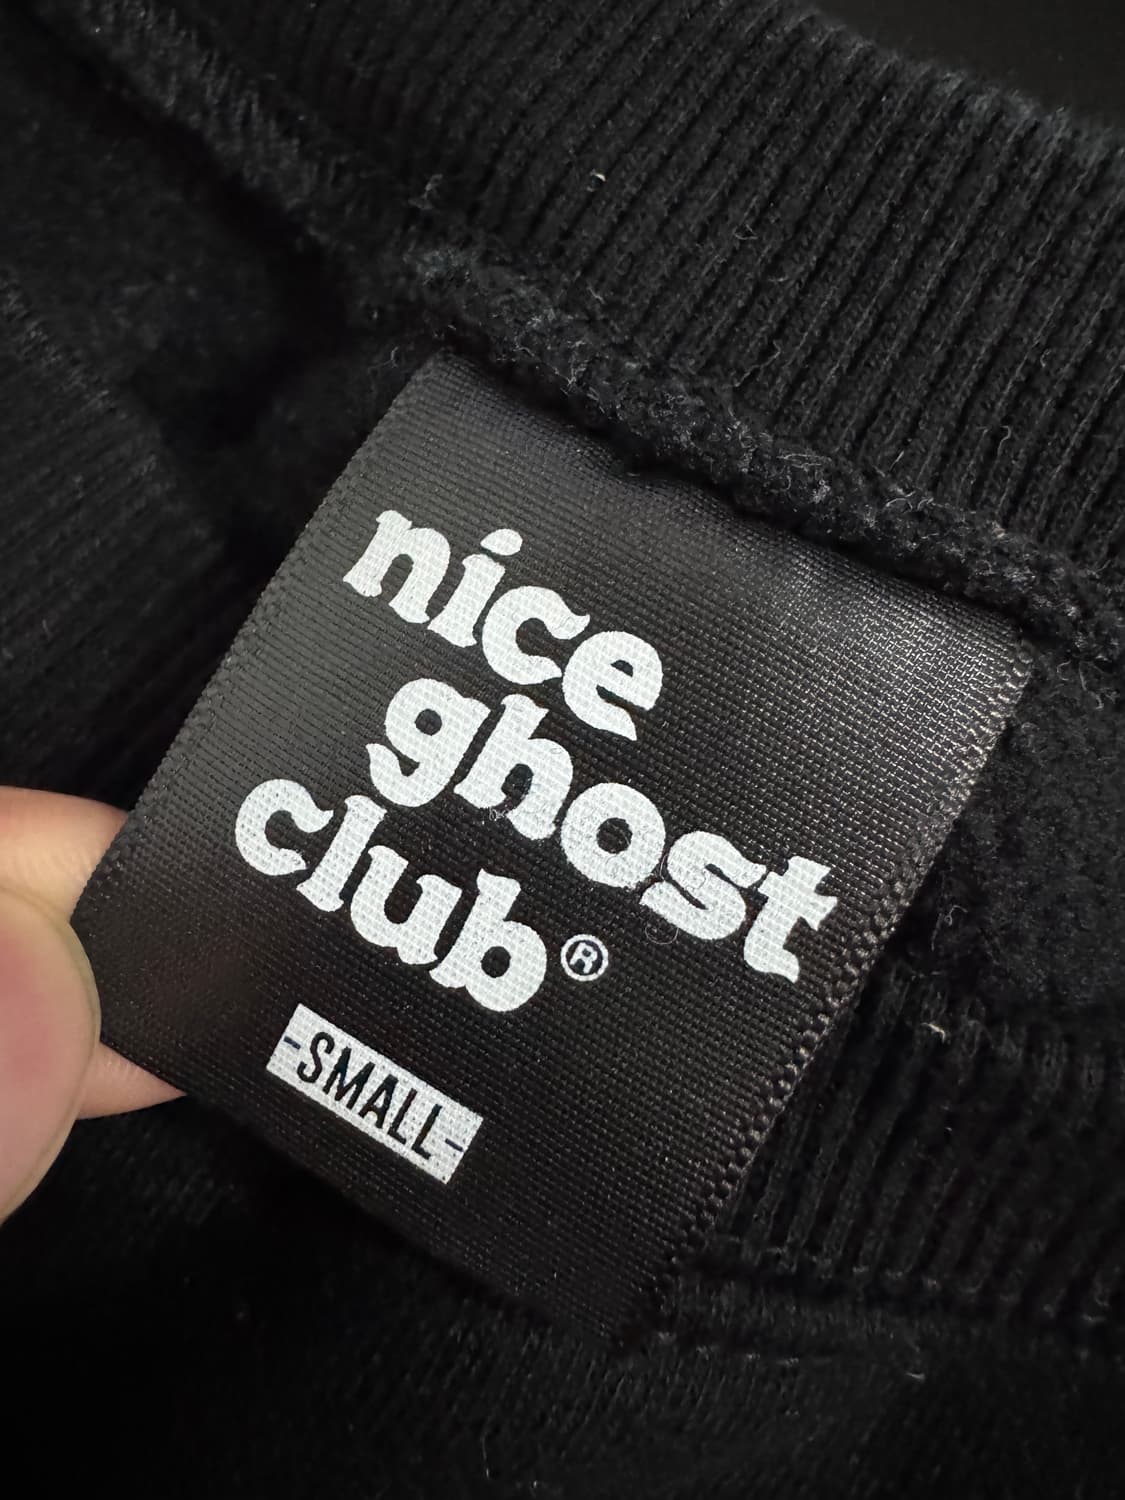 nice
ghost
club®
-SMALL-